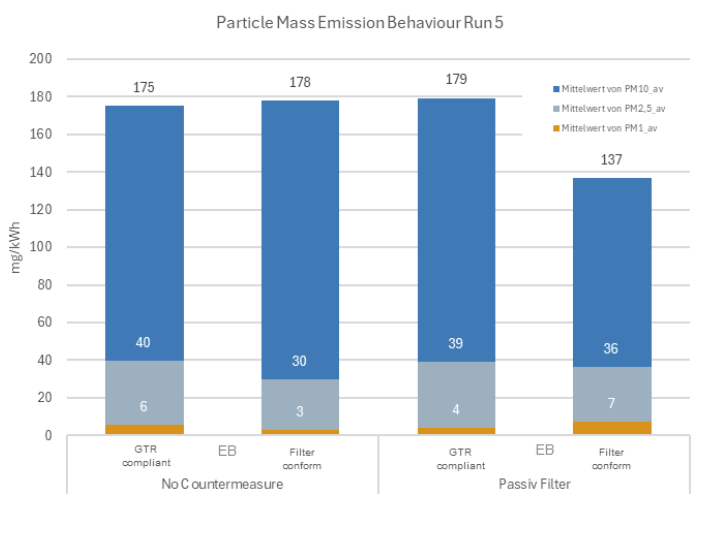 Particle Mass Emission Behaviour Run 5
200
180
160
140
120
100
80
60
40
20
0
mg/kWh
175
178
179
137
Mittelwert von PM10_av
Mittelwert von PM2,5_av
Mittelwert von PM1_av
40
30
39
36
6
3
4
7
GTR
compliant
EB
Filter
conform
GTR
compliant
EB
Filter
conform
No Countermeasure
Passiv Filter